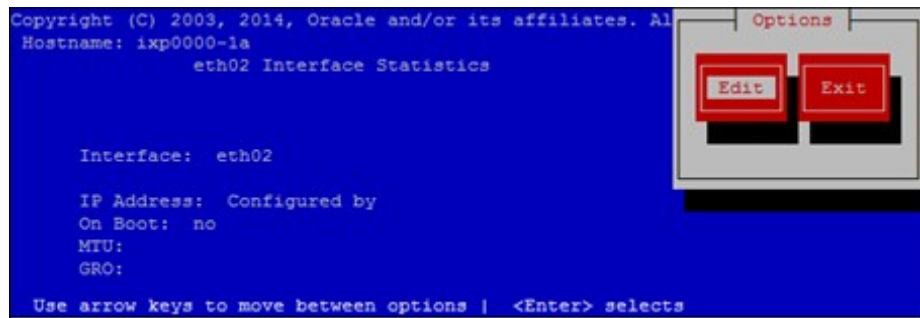 Copyright (C) 2003, 2014, Oracle and/or its affiliates. Al
Options
Hostname: ixp0000-1a
eth02 Interface Statistics
Edit
Exit
Interface: eth02
IP Address: Configured by
On Boot: no
MTU:
GRO:
Use arrow keys to move between options | <Enter> selects